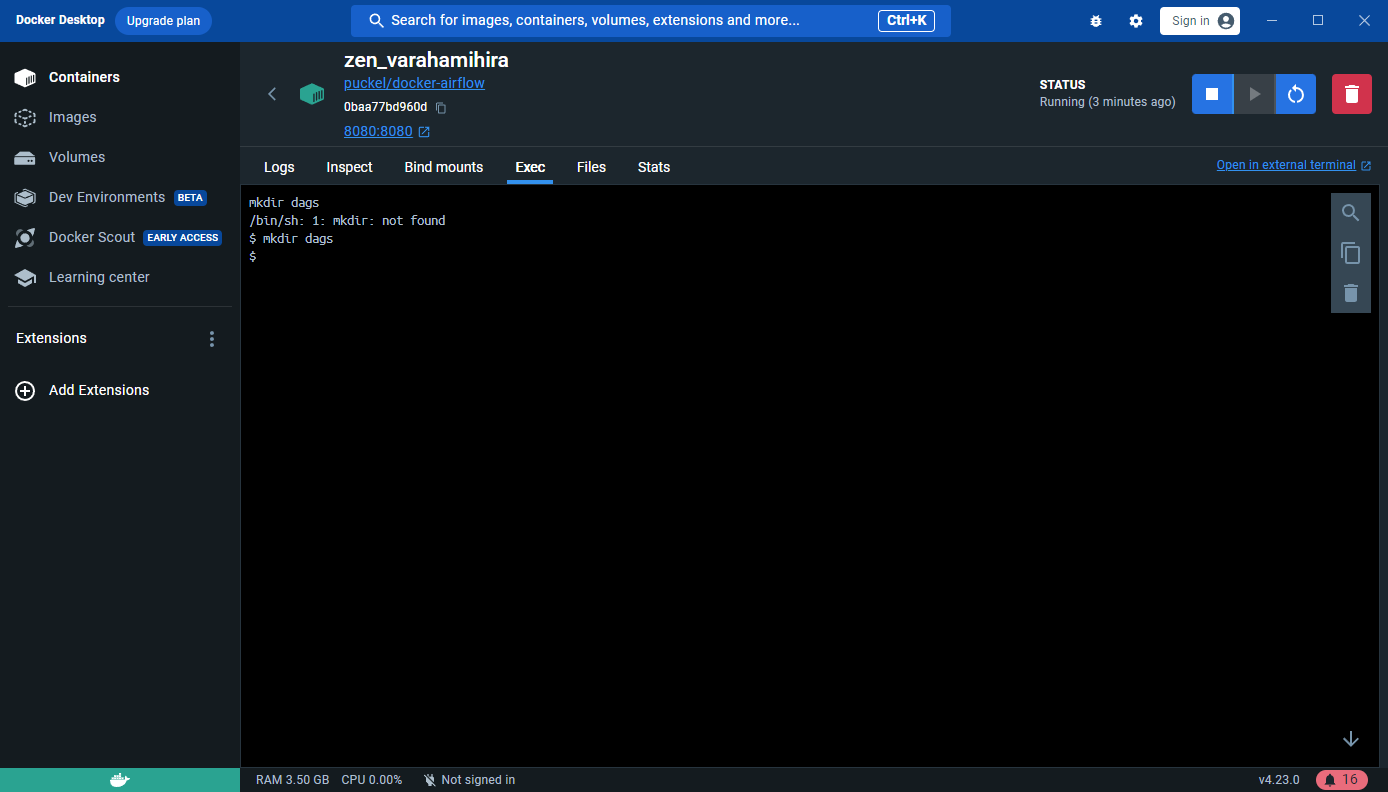 Docker Desktop
Upgrade plan
Search for images, containers, volumes, extensions and more...
Ctrl+K
Sign in
Containers
Images
Volumes
Dev Environments BETA
Docker Scout EARLY ACCESS
Learning center
Extensions
Add Extensions
zen_varahamihira
puckel/docker-airflow
0baa77bd960d
8080:8080
STATUS
Running (3 minutes ago)
Logs Inspect Bind mounts Exec Files Stats
Open in external terminal
mkdir dags
/bin/sh: 1: mkdir: not found
$ mkdir dags
$
RAM 3.50 GB CPU 0.00% Not signed in
v4.23.0
16